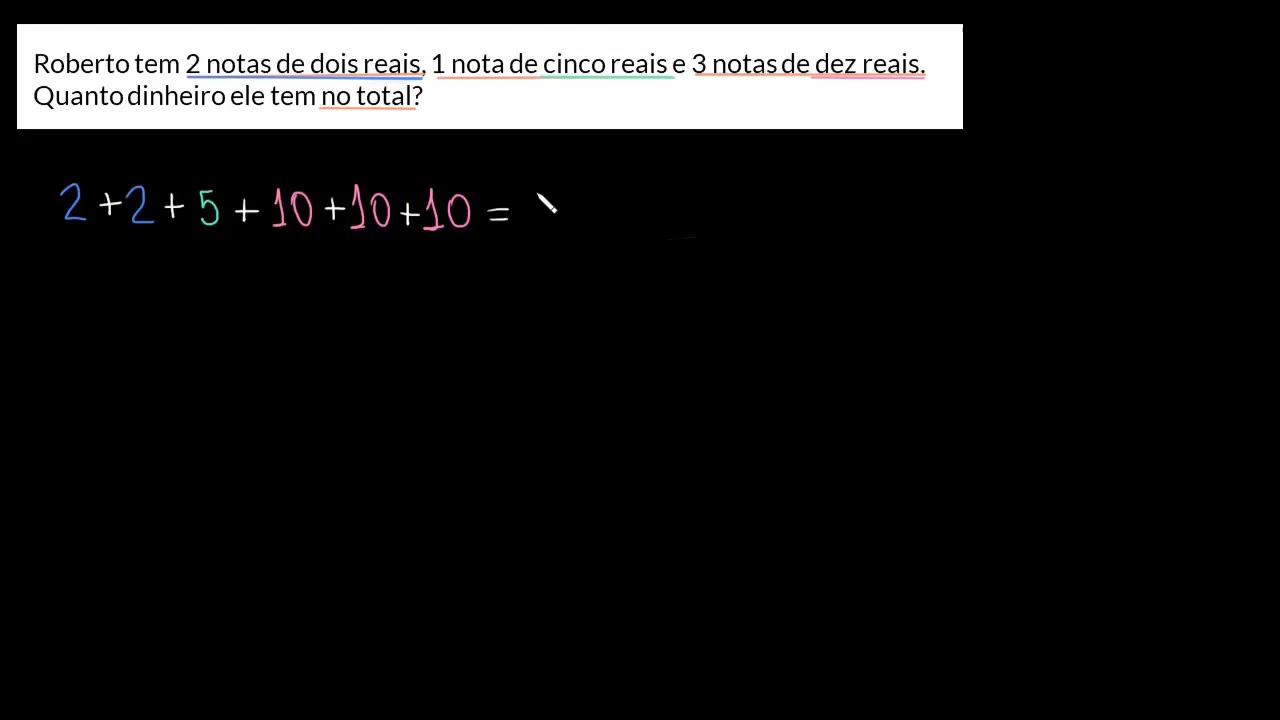 Roberto tem 2 notas de dois reais, 1 nota de cinco reais e 3 notas de dez reais.
Quanto dinheiro ele tem no total?
2 + 2 + 5 + 10 + 10 + 10 =